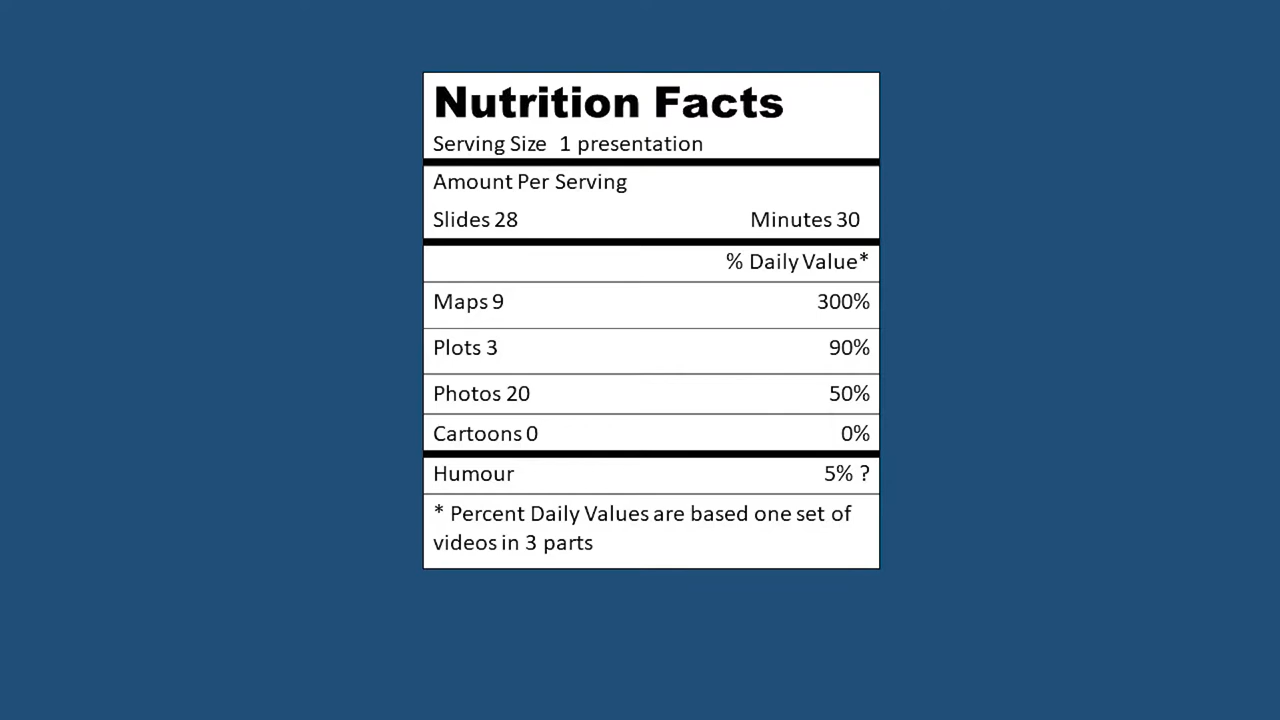 Nutrition Facts
Serving Size 1 presentation
Amount Per Serving
Slides 28 Minutes 30
% Daily Value*
Maps 9 300%
Plots 3 90%
Photos 20 50%
Cartoons 0 0%
Humour 5% ?
* Percent Daily Values are based one set of
videos in 3 parts